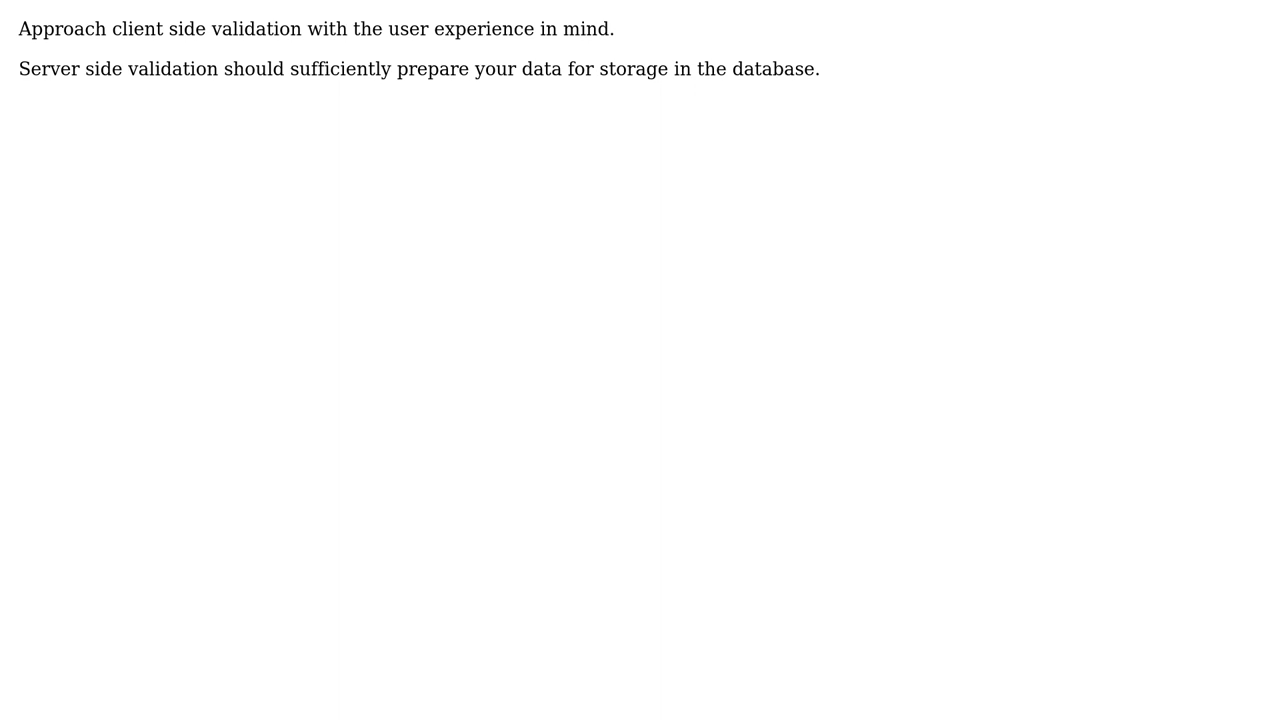 Approach client side validation with the user experience in mind.
Server side validation should sufficiently prepare your data for storage in the database.